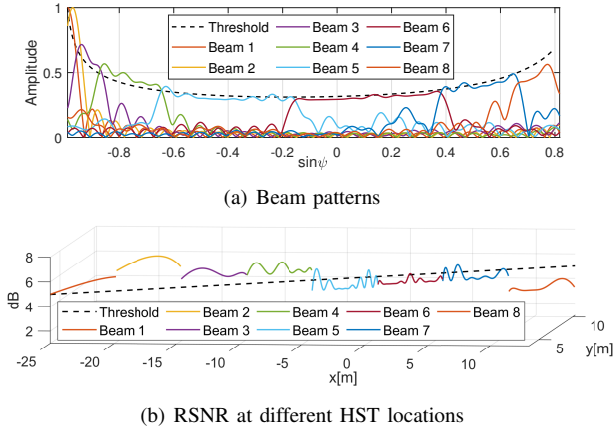 1
0.5
0
Amplitude
Threshold
Beam 1
Beam 2
Beam 3
Beam 4
Beam 5
Beam 6
Beam 7
Beam 8
-0.8 -0.6 -0.4 -0.2 0 0.2 0.4 0.6 0.8
sinψ
(a) Beam patterns
8
6
4
2
dB
Threshold Beam 2 Beam 4 Beam 6 Beam 8
Beam 1 Beam 3 Beam 5 Beam 7
-25 -20 -15 -10 -5 0 5 10
x[m]
5
10
y[m]
(b) RSNR at different HST locations